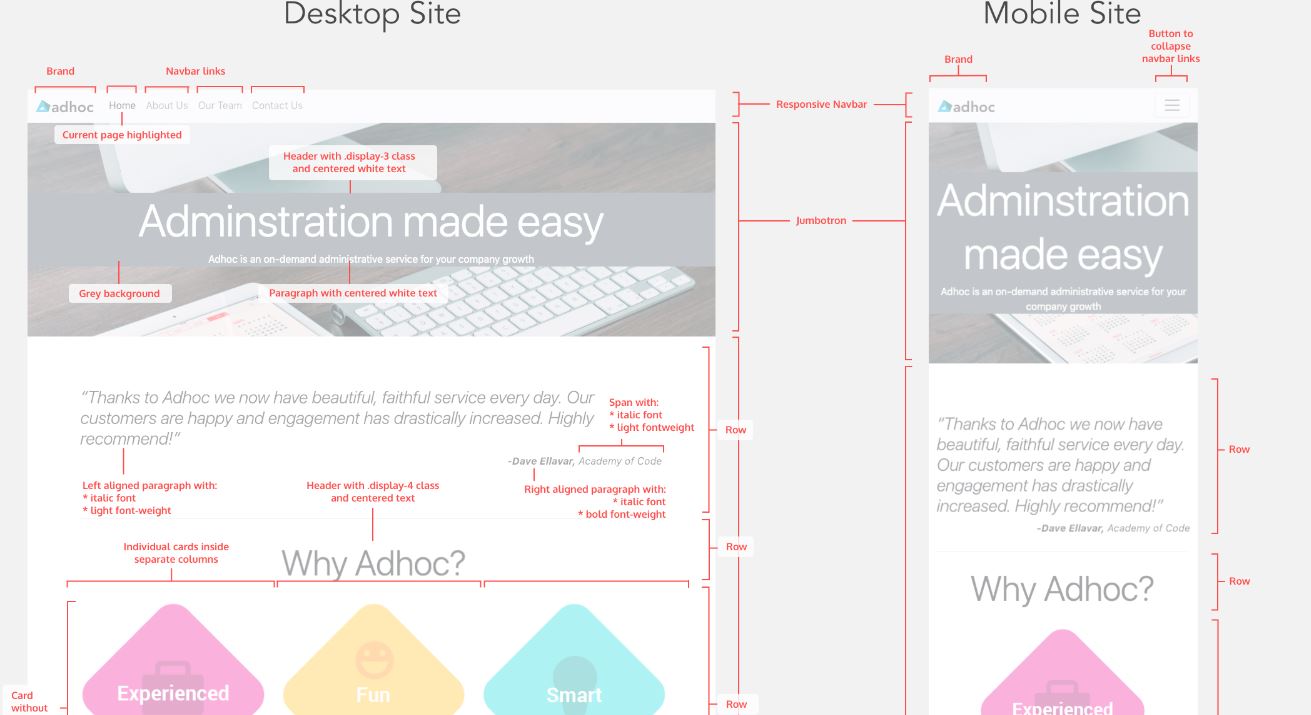 Desktop Site
Mobile Site
Brand
Navbar links
Brand
Button to
collapse
navbar links
adhoc
Home
About Us
Our Team
Contact Us
Responsive Navbar
adhoc
Current page highlighted
Header with .display-3 class
and centered white text
Adminstration made easy
Adhoc is an on-demand administrative service for your company growth
Grey background
Paragraph with centered white text
Jumbotron
Adminstration
made easy
Adhoc is an on-demand administrative service for your
company growth
“Thanks to Adhoc we now have beautiful, faithful service every day. Our
customers are happy and engagement has drastically increased. Highly
recommend!”
Span with:
* italic font
* light fontweight
-Dave Ellavar, Academy of Code
Left aligned paragraph with:
* italic font
* light font-weight
Header with .display-4 class
and centered text
Right aligned paragraph with:
* italic font
* bold font-weight
Row
“Thanks to Adhoc we now have
beautiful, faithful service every day.
Our customers are happy and
engagement has drastically
increased. Highly recommend!”
-Dave Ellavar, Academy of Code
Row
Individual cards inside
separate columns
Why Adhoc?
Row
Why Adhoc?
Row
Card
without
Experienced
Fun
Smart
Row
Experienced